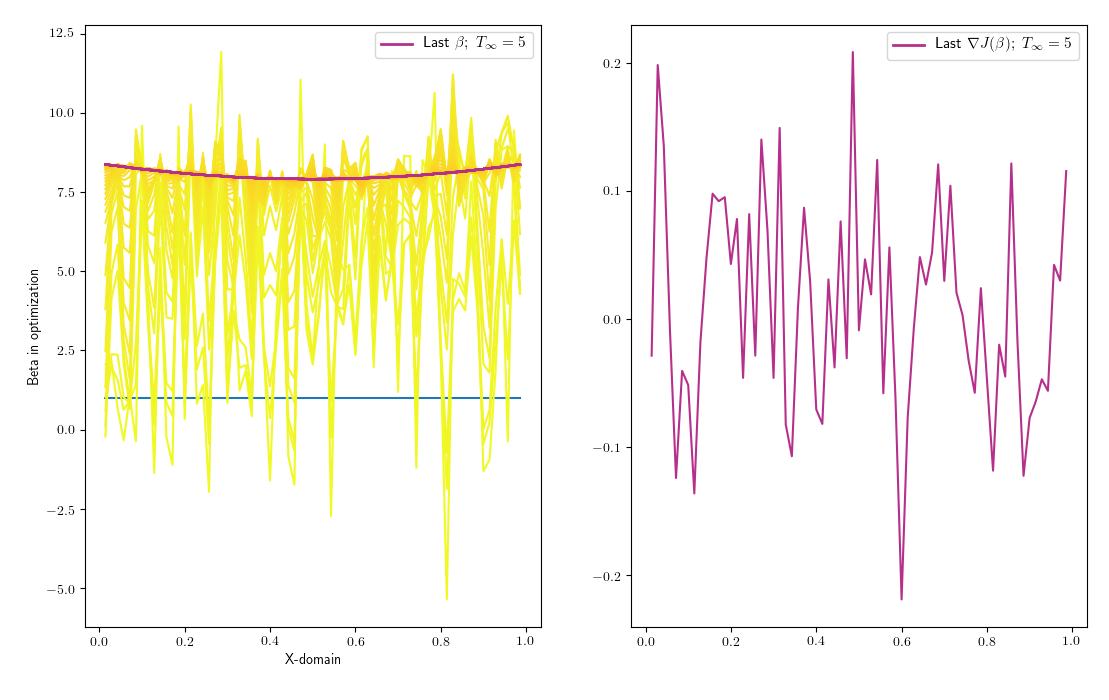 12.5
10.0
7.5
5.0
2.5
0.0
−2.5
−5.0
Beta in optimization
0.0 0.2 0.4 0.6 0.8 1.0
X-domain
Last β; T∞ = 5
0.2
0.1
0.0
−0.1
−0.2
0.0 0.2 0.4 0.6 0.8 1.0
Last ∇J(β); T∞ = 5